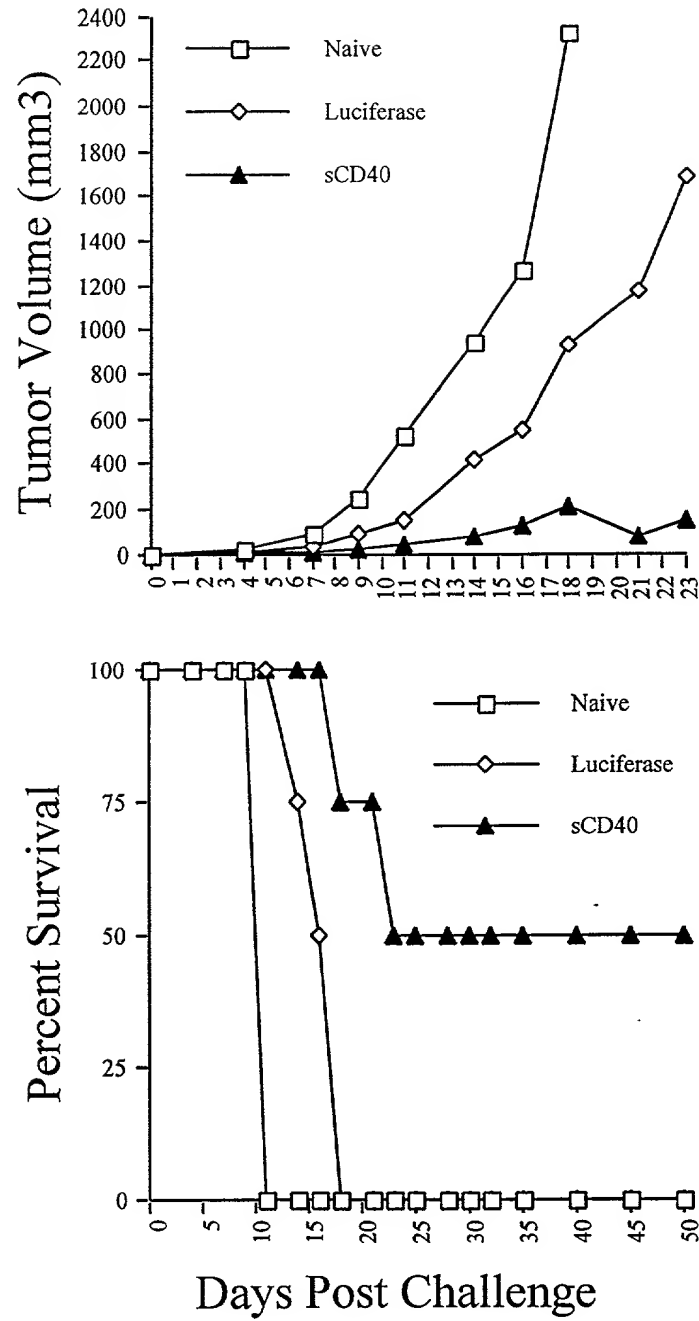 2400
2200
2000
1800
1600
1400
1200
1000
800
600
400
200
0
Tumor Volume (mm3)
Naive
Luciferase
sCD40
0 1 2 3 4 5 6 7 8 9 10 11 12 13 14 15 16 17 18 19 20 21 22 23
100
75
50
25
0
Percent Survival
Naive
Luciferase
sCD40
0 5 10 15 20 25 30 35 40 45 50
Days Post Challenge